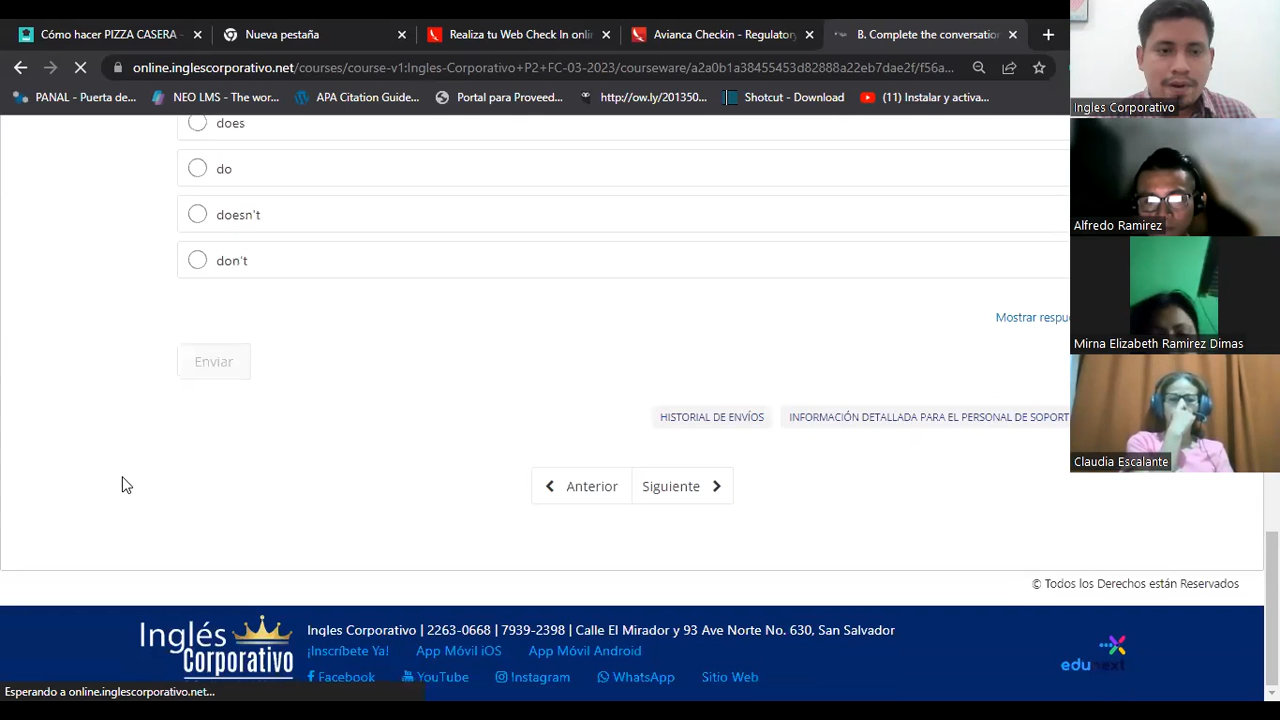 Cómo hacer PIZZA CASERA -
Nueva pestaña
Realiza tu Web Check In online
Avianca Checkin - Regulatory
B. Complete the conversation
online.inglescorporativo.net/courses/course-v1:Ingles-Corporativo+P2+FC-03-2023/courseware/a2a0b1a38455453d82888a22eb7dae2f/f56a...
PANAL - Puerta de...
NEO LMS - The wor...
APA Citation Guide...
Portal para Proveed...
http://ow.ly/201350...
Shotcut - Download
(11) Instalar y activa...
does
do
doesn't
don't
Mostrar respu
Enviar
HISTORIAL DE ENVÍOS
INFORMACIÓN DETALLADA PARA EL PERSONAL DE SOPORT
Anterior
Siguiente
© Todos los Derechos están Reservados
Inglés Corporativo
Ingles Corporativo | 2263-0668 | 7939-2398 | Calle El Mirador y 93 Ave Norte No. 630, San Salvador
¡Inscríbete Ya! App Móvil iOS App Móvil Android
Facebook YouTube Instagram WhatsApp Sitio Web
edunext
Esperando a online.inglescorporativo.net...
Ingles Corporativo
Alfredo Ramirez
Mirna Elizabeth Ramirez Dimas
Claudia Escalante